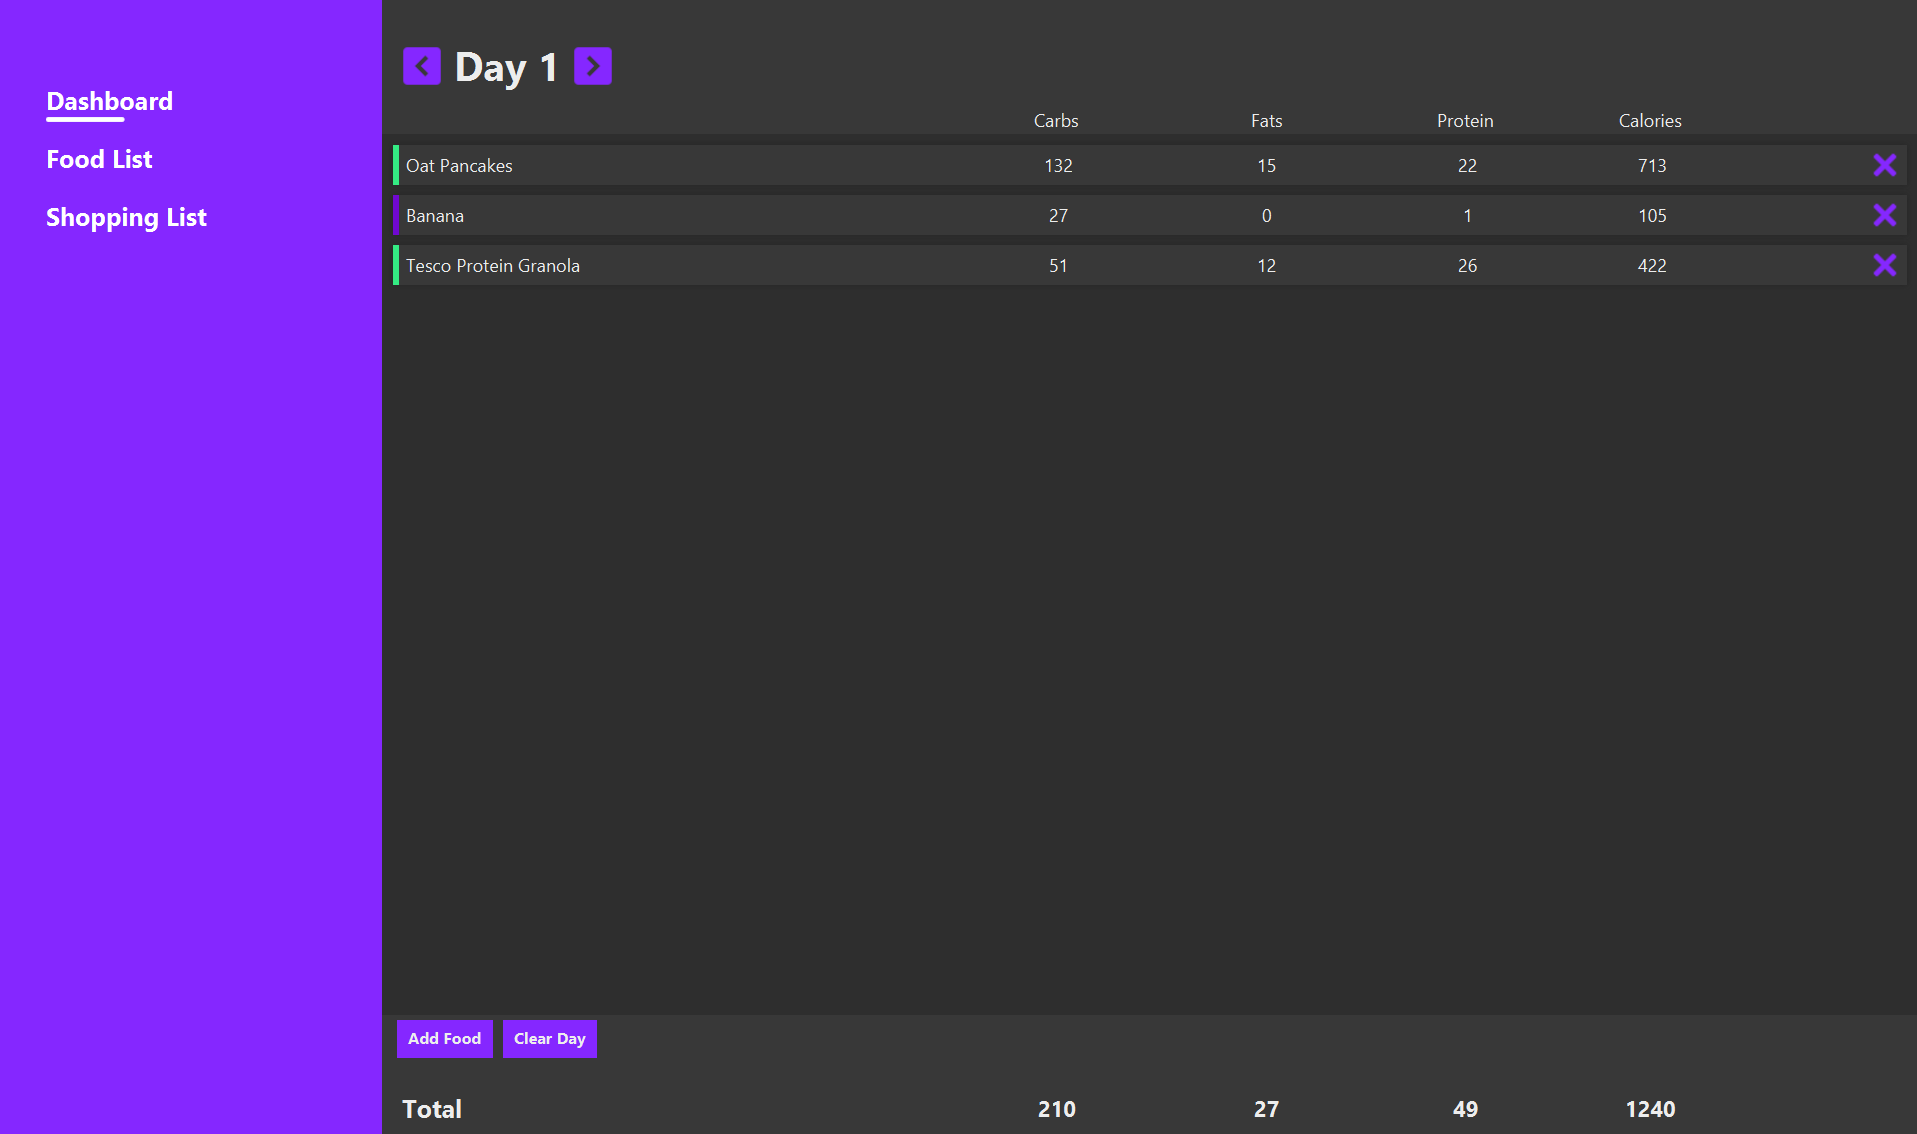 Dashboard
Food List
Shopping List
Day 1
Carbs Fats Protein Calories
Oat Pancakes 132 15 22 713
Banana 27 0 1 105
Tesco Protein Granola 51 12 26 422
Add Food Clear Day
Total 210 27 49 1240